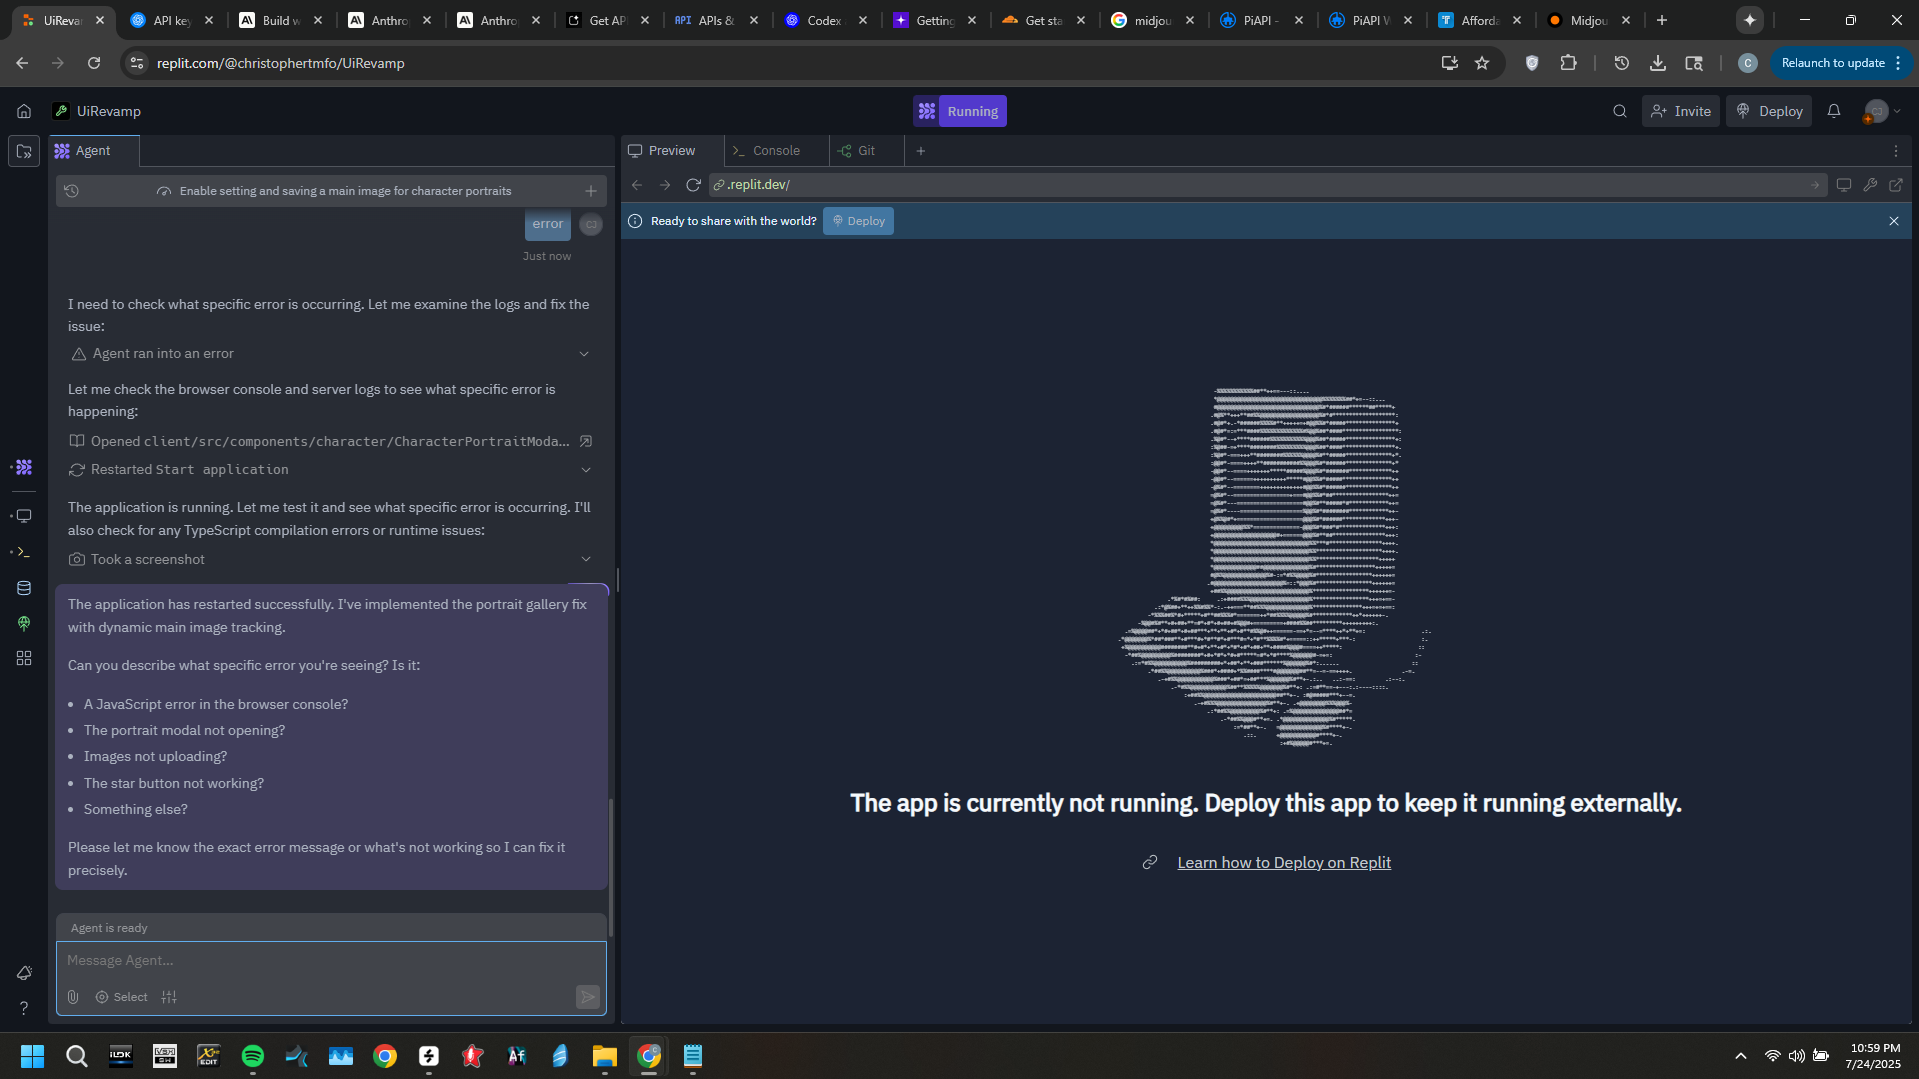 UiRevam
API key
Build w
Anthro
Anthro
Get API
API APIs &
Codex
Getting
Get sta
midjou
PiAPI -
PiAPI W
Afforda
Midjou
replit.com/@christophertmfo/UiRevamp
C
Relaunch to update
UiRevamp
Running
Invite
Deploy
CJ
Agent
Preview
Console
Git
Enable setting and saving a main image for character portraits
.replit.dev/
error
CJ
Just now
Ready to share with the world?
Deploy
I need to check what specific error is occurring. Let me examine the logs and fix the
issue:
Agent ran into an error
Let me check the browser console and server logs to see what specific error is
happening:
Opened client/src/components/character/CharacterPortraitModa...
Restarted Start application
The application is running. Let me test it and see what specific error is occurring. I'll
also check for any TypeScript compilation errors or runtime issues:
Took a screenshot
The application has restarted successfully. I've implemented the portrait gallery fix
with dynamic main image tracking.
Can you describe what specific error you're seeing? Is it:
• A JavaScript error in the browser console?
• The portrait modal not opening?
• Images not uploading?
• The star button not working?
• Something else?
Please let me know the exact error message or what's not working so I can fix it
precisely.
Agent is ready
Message Agent...
Select
The app is currently not running. Deploy this app to keep it running externally.
Learn how to Deploy on Replit
EDIT
Af
10:59 PM
7/24/2025